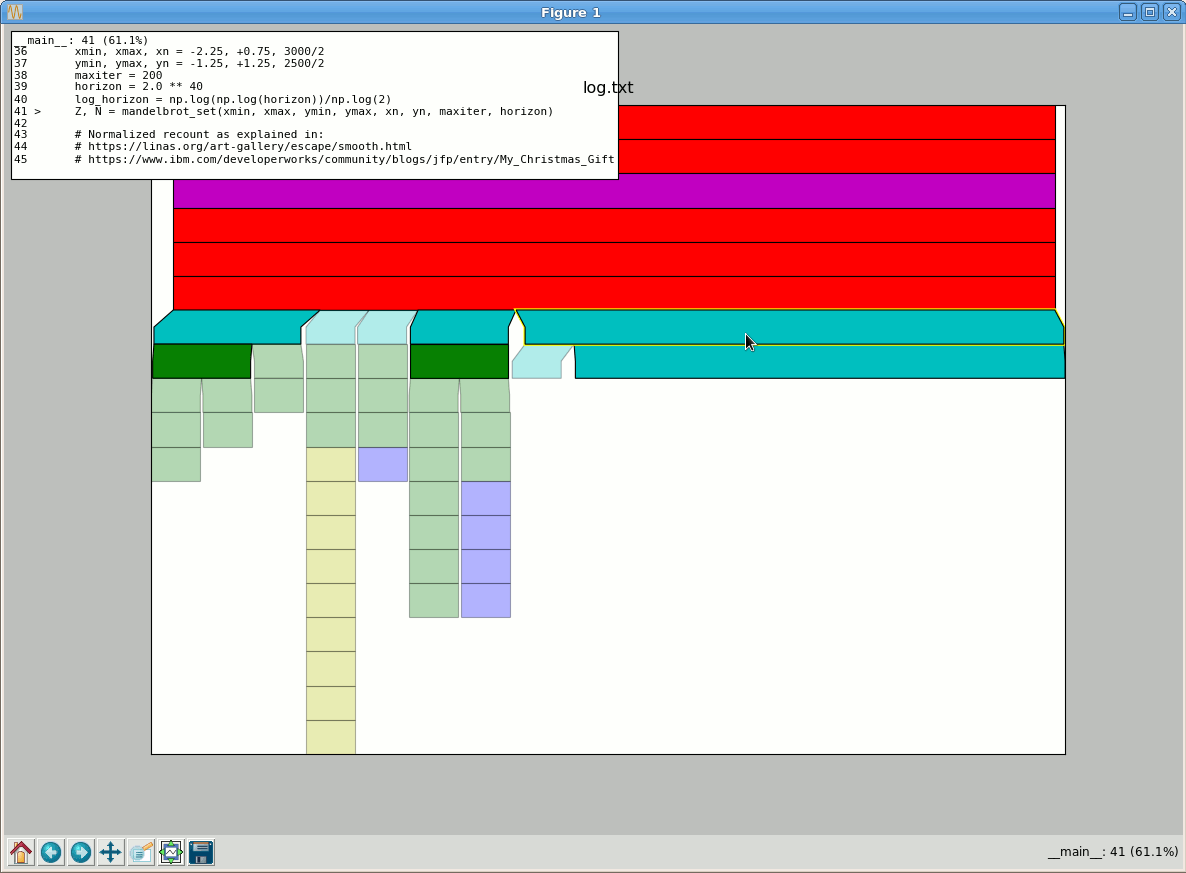 Figure 1
__main__: 41 (61.1%)
36       xmin, xmax, xn = -2.25, +0.75, 3000/2
37       ymin, ymax, yn = -1.25, +1.25, 2500/2
38       maxiter = 200
39       horizon = 2.0 ** 40
40       log_horizon = np.log(np.log(horizon))/np.log(2)
41 >     Z, N = mandelbrot_set(xmin, xmax, ymin, ymax, xn, yn, maxiter, horizon)
42
43       # Normalized recount as explained in:
44       # https://linas.org/art-gallery/escape/smooth.html
45       # https://www.ibm.com/developerworks/community/blogs/jfp/entry/My_Christmas_Gift
log.txt
__main__: 41 (61.1%)